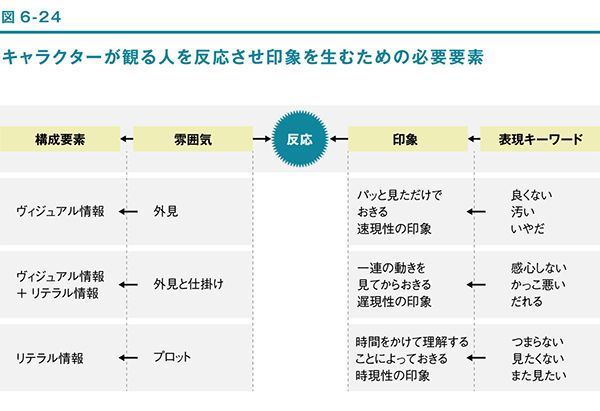 図 6-24
キャラクターが観る人を反応させ印象を生むための必要要素
構成要素
雰囲気
反応
印象
表現キーワード
ヴィジュアル情報
外見
パッと見ただけで
おきる
速現性の印象
良くない
汚い
いやだ
ヴィジュアル情報
+ リテラル情報
外見と仕掛け
一連の動きを
見てからおきる
遅現性の印象
感心しない
かっこ悪い
だれる
リテラル情報
プロット
時間をかけて理解する
ことによっておきる
時現性の印象
つまらない
見たくない
また見たい